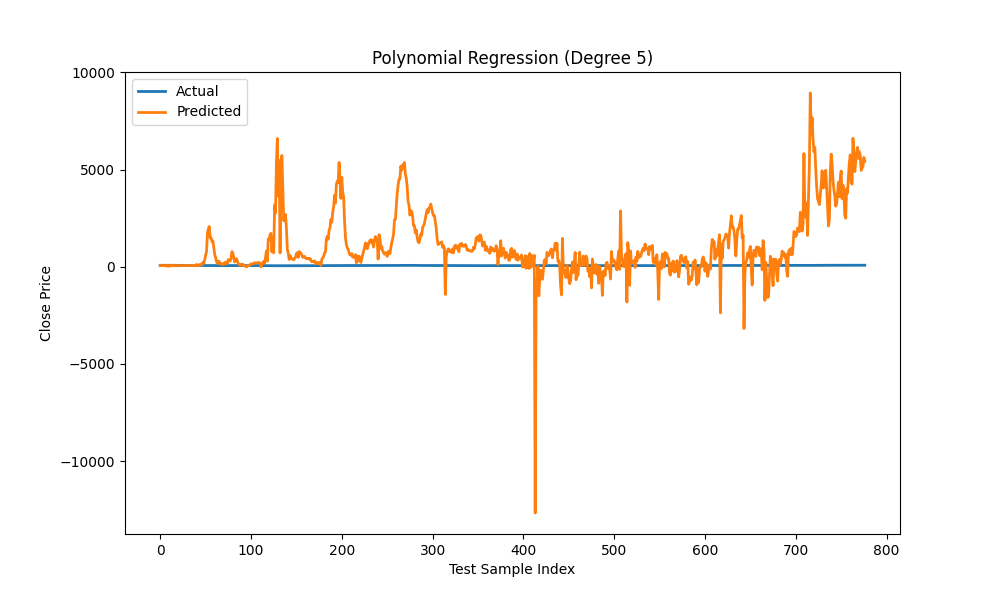 Polynomial Regression (Degree 5)
Actual
Predicted
Close Price
10000
5000
0
−5000
−10000
0 100 200 300 400 500 600 700 800
Test Sample Index